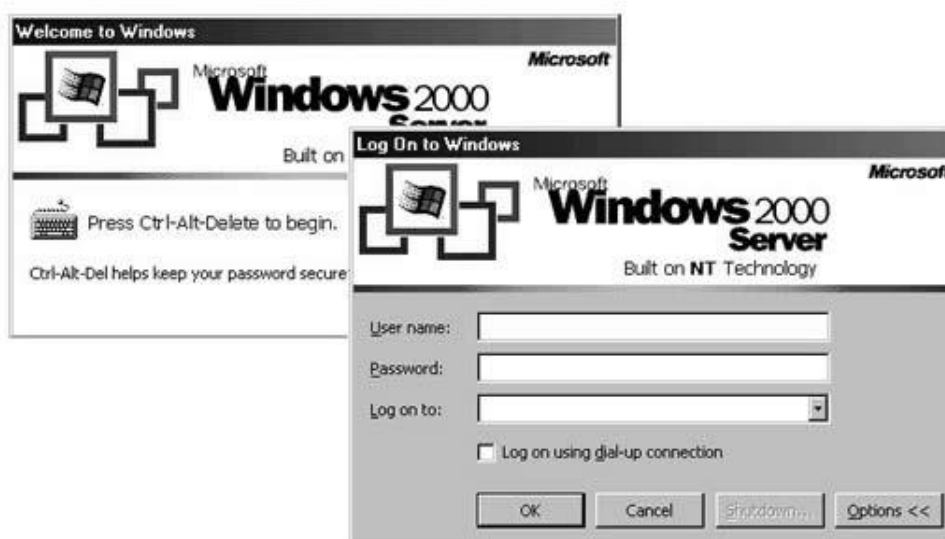 Welcome to Windows
Microsoft
Microsoft
Windows 2000
Server
Built on
Press Ctrl-Alt-Delete to begin.
Ctrl-Alt-Del helps keep your password secure
Log On to Windows
Microsoft
Microsoft
Windows 2000
Server
Built on NT Technology
User name:
Password:
Log on to:
Log on using dial-up connection
OK Cancel Shutdown... Options <<